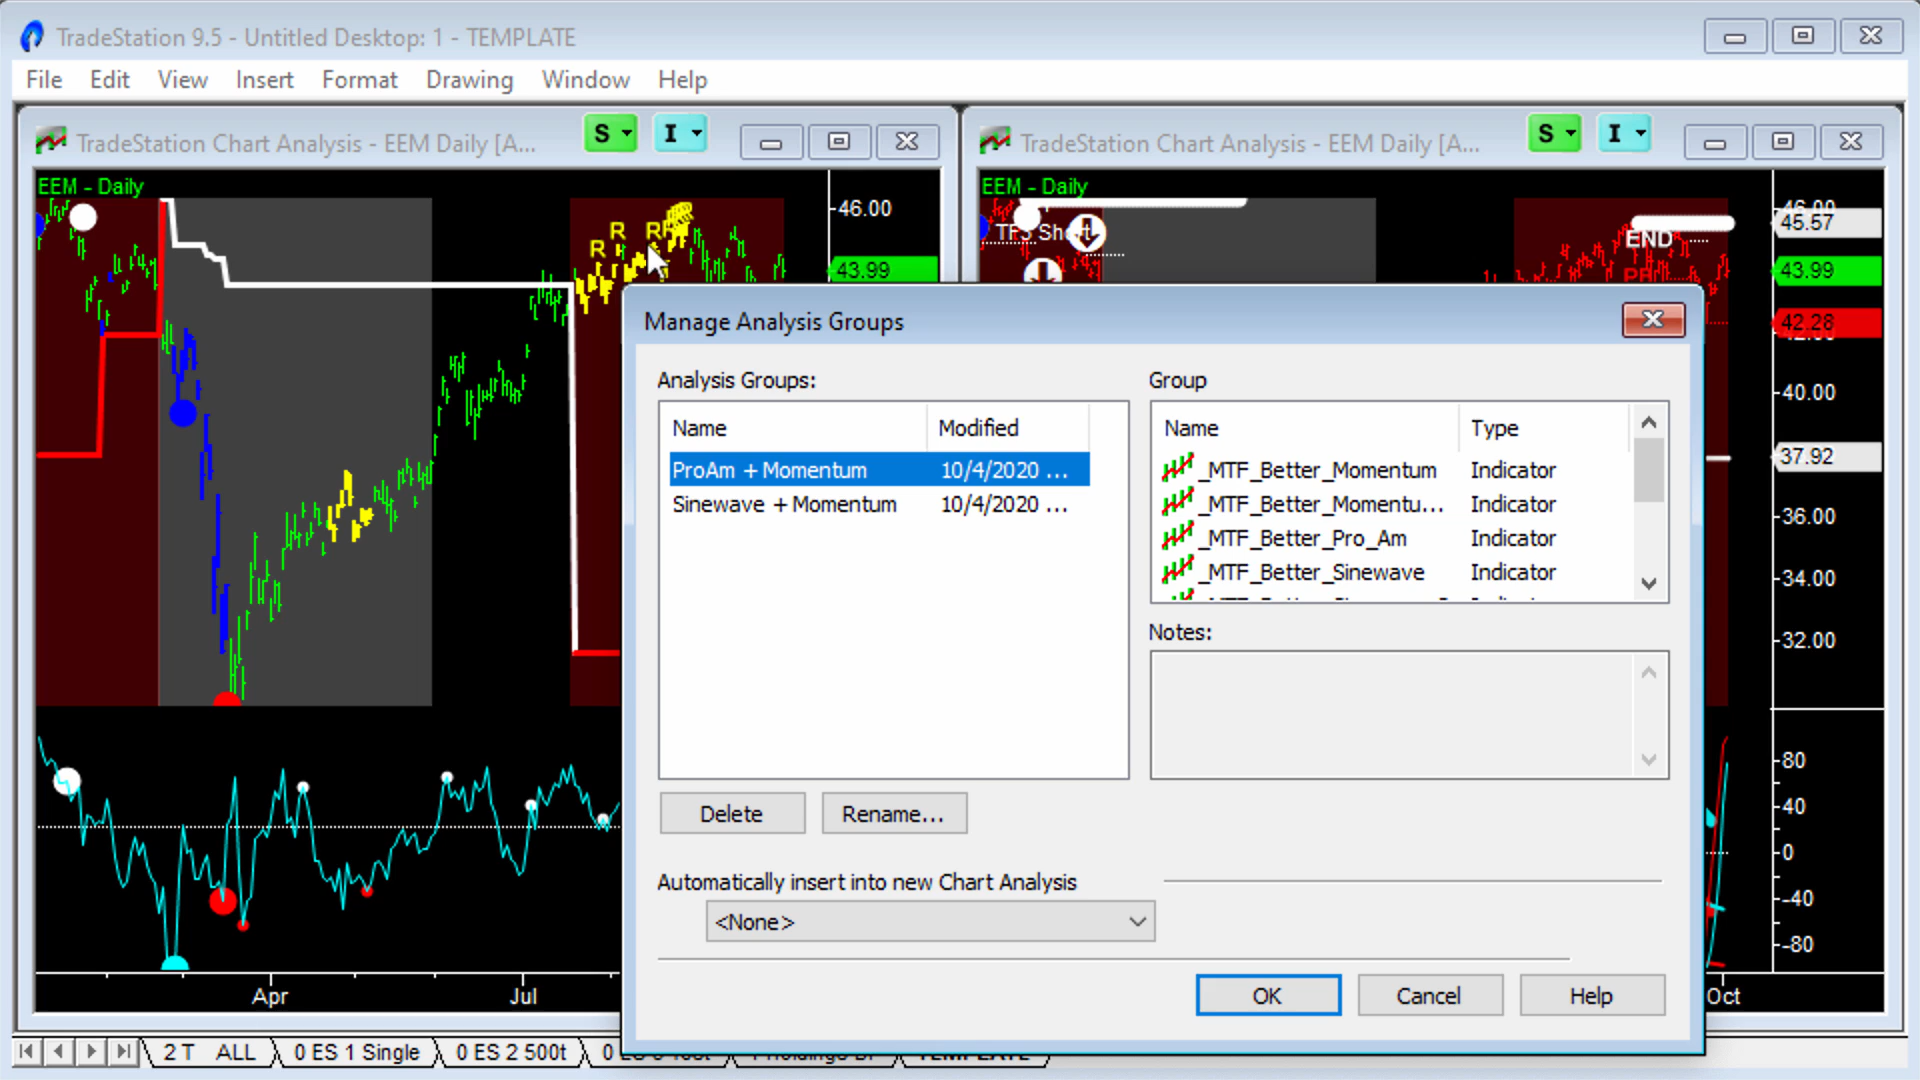 TradeStation 9.5 - Untitled Desktop: 1 - TEMPLATE
File Edit View Insert Format Drawing Window Help
TradeStation Chart Analysis - EEM Daily [A...
S I
TradeStation Chart Analysis - EEM Daily [A...
S I
EEM - Daily
R R R
46.00
43.99
EEM - Daily
TF3 Short
END
45.57
43.99
42.28
40.00
37.92
36.00
34.00
32.00
80
40
0
-40
-80
Apr Jul
Oct
Manage Analysis Groups
Analysis Groups:
Name Modified
ProAm + Momentum 10/4/2020 ...
Sinewave + Momentum 10/4/2020 ...
Group
Name Type
_MTF_Better_Momentum Indicator
_MTF_Better_Momentu... Indicator
_MTF_Better_Pro_Am Indicator
_MTF_Better_Sinewave Indicator
Notes:
Delete Rename...
Automatically insert into new Chart Analysis
<None>
OK Cancel Help
2 T ALL 0 ES 1 Single 0 ES 2 500t 0 TEMPLATE